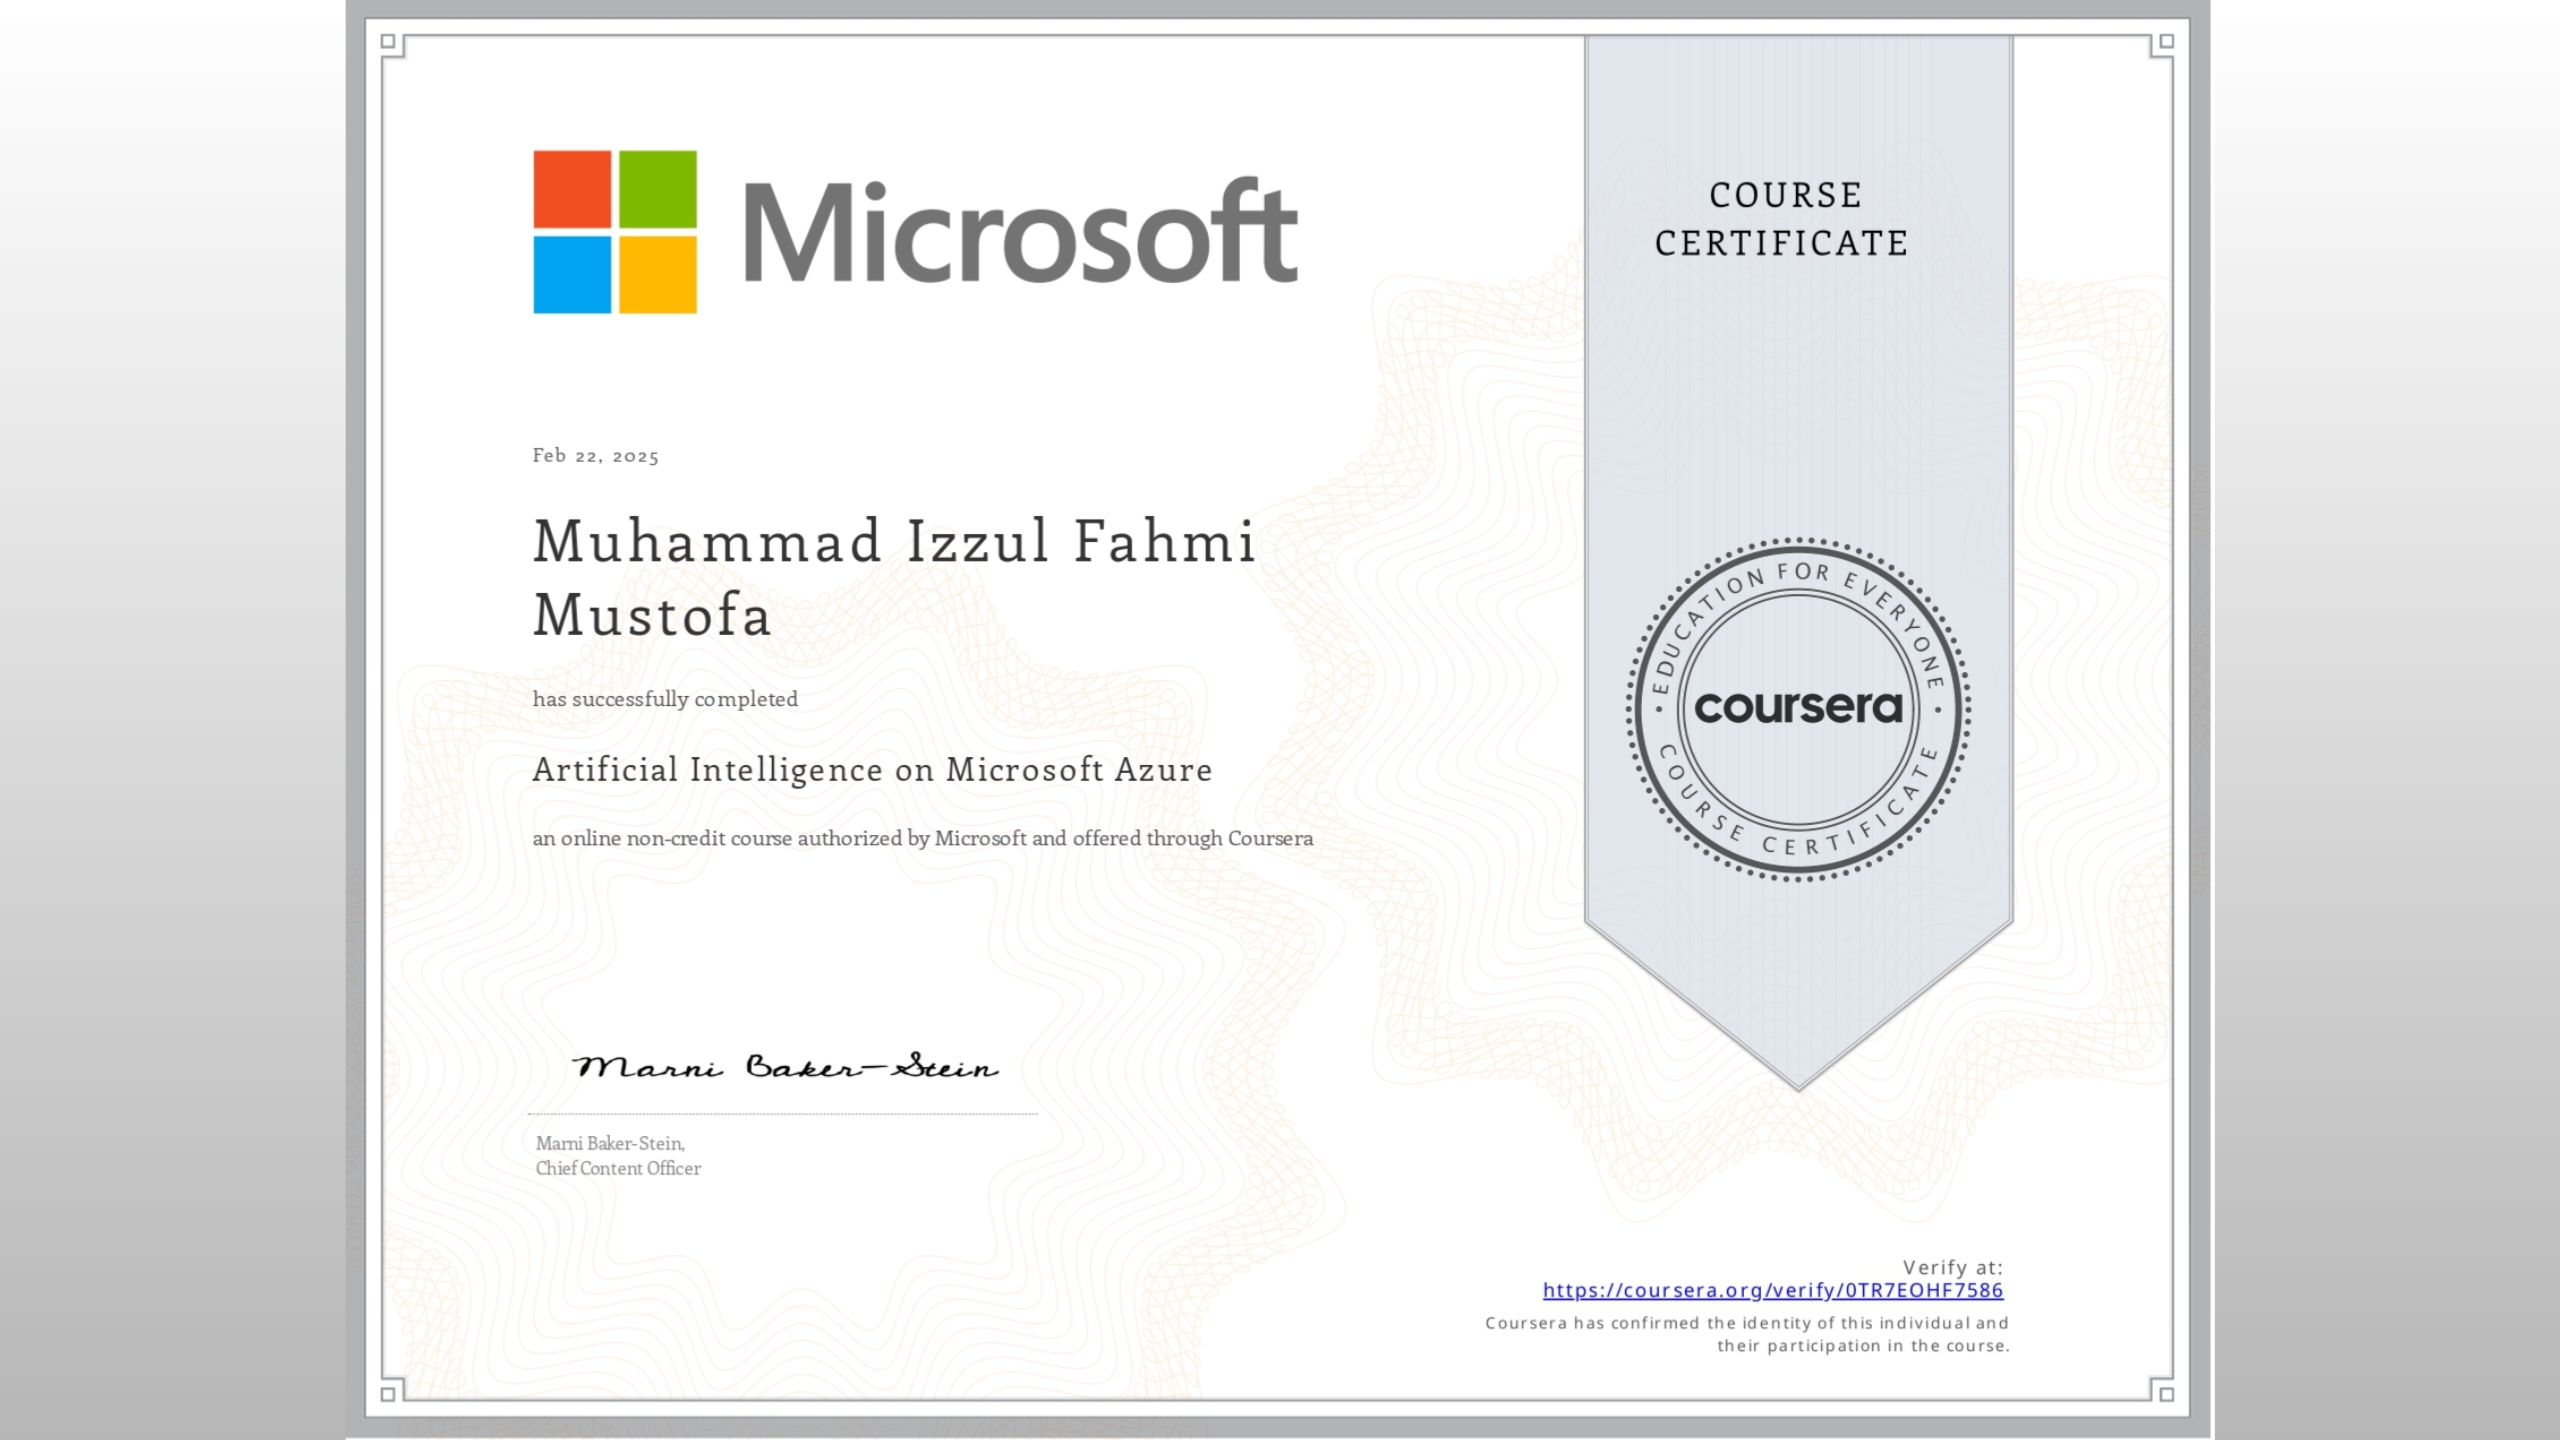 Microsoft
COURSE
CERTIFICATE
Feb 22, 2025
Muhammad Izzul Fahmi
Mustofa
has successfully completed
Artificial Intelligence on Microsoft Azure
an online non-credit course authorized by Microsoft and offered through Coursera
EDUCATION FOR EVERYONE
coursera
COURSE CERTIFICATE
Marni Baker-Stein
Marni Baker-Stein,
Chief Content Officer
Verify at:
https://coursera.org/verify/0TR7EOHF7586
Coursera has confirmed the identity of this individual and
their participation in the course.